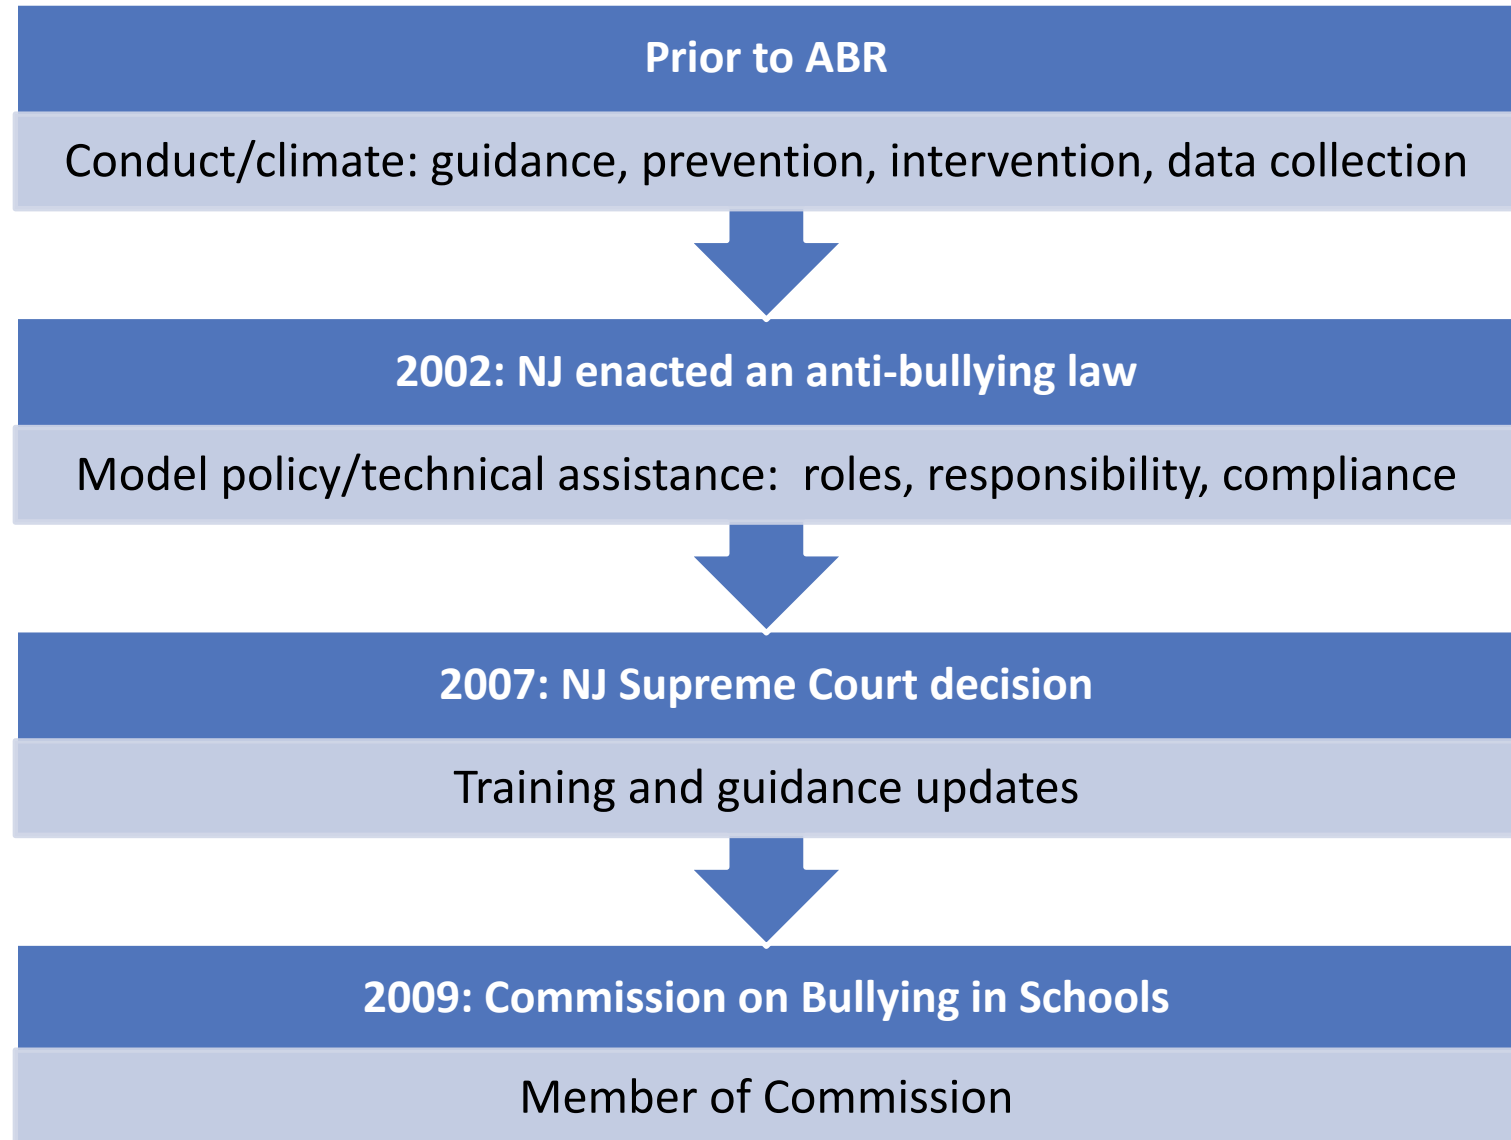 Prior to ABR
Conduct/climate: guidance, prevention, intervention, data collection
2002: NJ enacted an anti-bullying law
Model policy/technical assistance:  roles, responsibility, compliance
2007: NJ Supreme Court decision
Training and guidance updates
2009: Commission on Bullying in Schools
Member of Commission